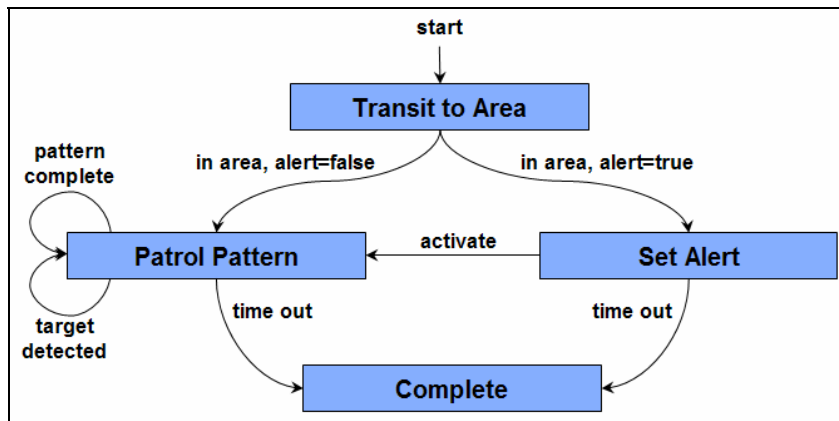 start
Transit to Area
in area, alert=false
in area, alert=true
pattern
complete
Patrol Pattern
activate
Set Alert
target
detected
time out
time out
Complete